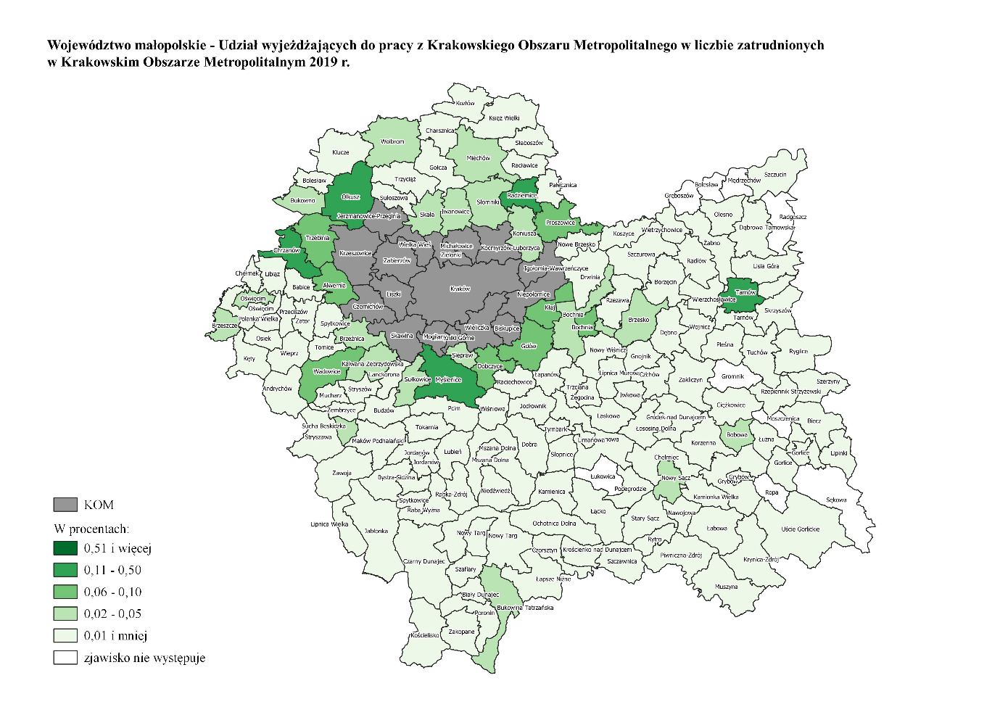 Województwo małopolskie - Udział wyjeżdżających do pracy z Krakowskiego Obszaru Metropolitalnego w liczbie zatrudnionych
w Krakowskim Obszarze Metropolitalnym 2019 r.
Kozłów
Książ Wielki
Charsznica
Wolbrom
Słaboszów
Klucze
Miechów
Racławice
Gołcza
Szczucin
Bolesław
Trzyciąż
Mędrzechów
Pałecznica
Bolesław
Olkusz
Sułoszowa
Radziemice
Gręboszów
Bukowno
Słomniki
Iwanowice
Skała
Olesno
Radgoszcz
Jerzmanowice-Przeginia
Proszowice
Dąbrowa Tarnowska
Koniusza
Koszyce
Wietrzychowice
Trzebinia
Żabno
Wielka Wieś
Michałowice
Nowe Brzesko
Kocmyrzów-Luborzyca
Chrzanów
Krzeszowice
Zielonki
Szczurowa
Zabierzów
Radłów
Lisia Góra
Igołomia-Wawrzeńczyce
Chełmek
Libiąż
Drwinia
Borzęcin
Babice
Alwernia
Kraków
Tarnów
Liszki
Niepołomice
Oświęcim
Rzezawa
Wierzchosławice
Czernichów
Kłaj
Oświęcim
Przeciszów
Skrzyszów
Bochnia
Polanka Wielka
Zator
Tarnów
Brzeszcze
Spytkowice
Brzesko
Wieliczka
Biskupice
Bochnia
Wojnicz
Skawina
Mogilany
Dębno
Osiek
Brzeźnica
Pleśna
Tomice
Gdów
Nowy Wiśnicz
Ryglice
Wieprz
Tuchów
Siepraw
Gnojnik
Kęty
Kalwaria Zebrzydowska
Dobczyce
Wadowice
Lanckorona
Łapanów
Lipnica Murowana
Czchów
Gromnik
Sułkowice
Myślenice
Zakliczyn
Raciechowice
Szerzyny
Andrychów
Stryszów
Trzciana
Rzepiennik Strzyżewski
Mucharz
Żegocina
Iwkowa
Ciężkowice
Zembrzyce
Budzów
Pcim
Wiśniowa
Jodłownik
Laskowa
Gródek nad Dunajcem
Moszczenica
Biecz
Sucha Beskidzka
Tokarnia
Tymbark
Łososina Dolna
Bobowa
Stryszawa
Maków Podhalański
Limanowa
Łużna
Dobra
Korzenna
Mszana Dolna
Jordanów
Lubień
Słopnice
Gorlice
Lipinki
Chełmiec
Jordanów
Mszana Dolna
Gorlice
Zawoja
Bystra-Sidzina
Łukowica
Nowy Sącz
Grybów
Grybów
Podegrodzie
Niedźwiedź
Kamienica
Rabka-Zdrój
Ropa
Kamionka Wielka
Sękowa
Spytkowice
Raba Wyżna
Łącko
Nawojowa
Stary Sącz
Lipnica Wielka
Ochotnica Dolna
Łabowa
Uście Gorlickie
Jabłonka
Nowy Targ
Nowy Targ
Rytro
Czorsztyn
Krościenko nad Dunajcem
Piwniczna-Zdrój
Krynica-Zdrój
Czarny Dunajec
Szczawnica
Szaflary
Łapsze Niżne
Muszyna
Biały Dunajec
Bukowina Tatrzańska
Poronin
Zakopane
Kościelisko
KOM
W procentach:
0,51 i więcej
0,11 - 0,50
0,06 - 0,10
0,02 - 0,05
0,01 i mniej
zjawisko nie występuje